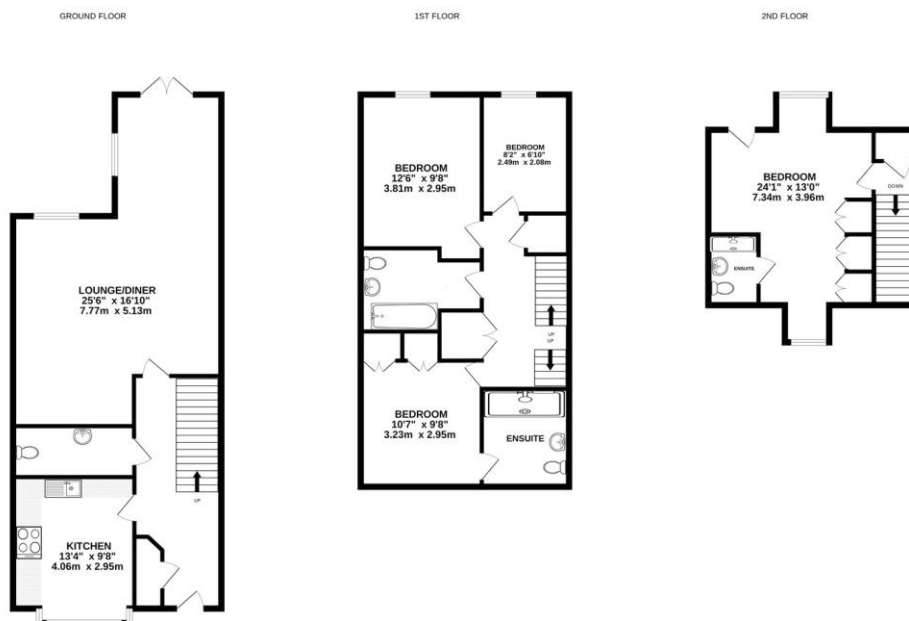 GROUND FLOOR
LOUNGE/DINER
25'6" x 16'10"
7.77m x 5.13m
UP
KITCHEN
13'4" x 9'8"
4.06m x 2.95m
1ST FLOOR
BEDROOM
12'6" x 9'8"
3.81m x 2.95m
BEDROOM
8'2" x 6'10"
2.49m x 2.08m
UP
UP
BEDROOM
10'7" x 9'8"
3.23m x 2.95m
ENSUITE
2ND FLOOR
BEDROOM
24'1" x 13'0"
7.34m x 3.96m
DOWN
ENSUITE